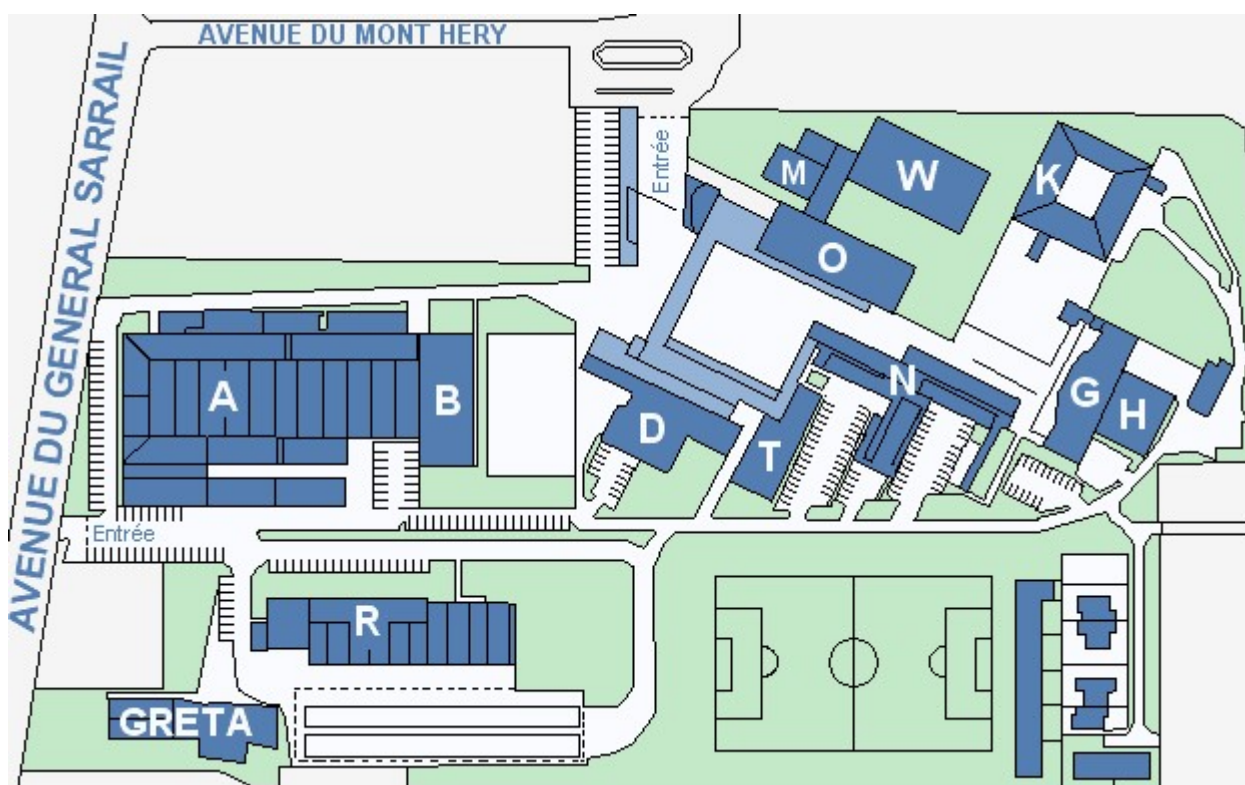 AVENUE DU MONT HERY
AVENUE DU GENERAL SARRAIL
Entrée
M
W
K
O
A
B
D
T
N
G
H
Entrée
R
GRETA